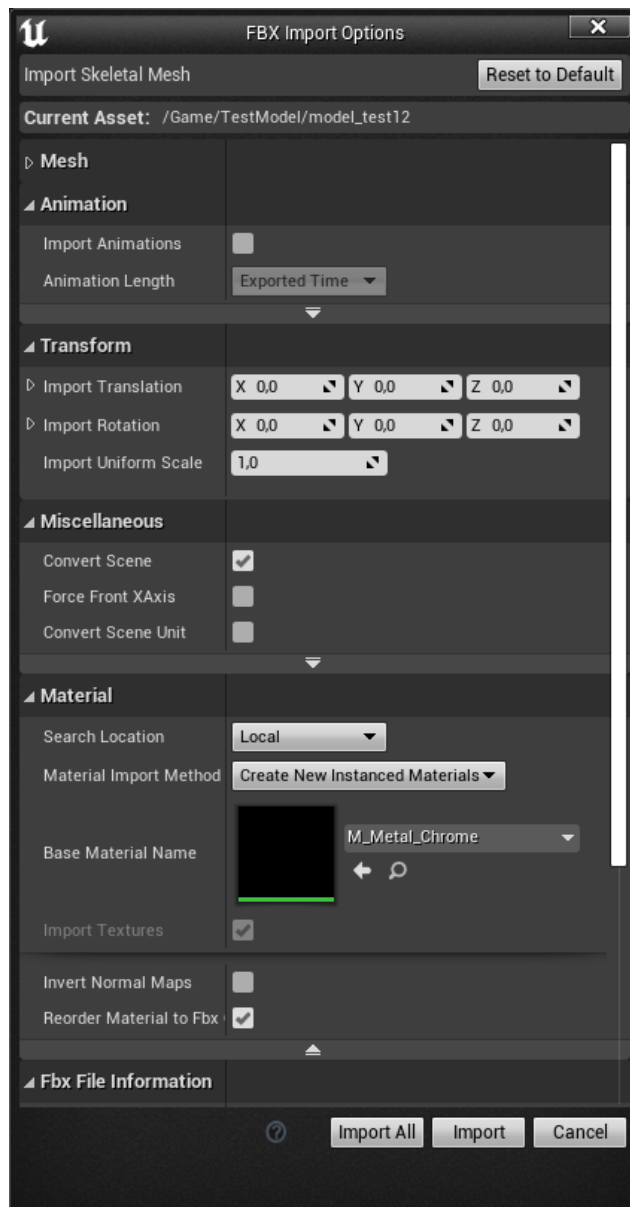 FBX Import Options
Import Skeletal Mesh Reset to Default
Current Asset: /Game/TestModel/model_test12
Mesh
Animation
Import Animations
Animation Length Exported Time
Transform
Import Translation X 0,0 Y 0,0 Z 0,0
Import Rotation X 0,0 Y 0,0 Z 0,0
Import Uniform Scale 1,0
Miscellaneous
Convert Scene
Force Front XAxis
Convert Scene Unit
Material
Search Location Local
Material Import Method Create New Instanced Materials
Base Material Name M_Metal_Chrome
Import Textures
Invert Normal Maps
Reorder Material to Fbx
Fbx File Information
Import All Import Cancel